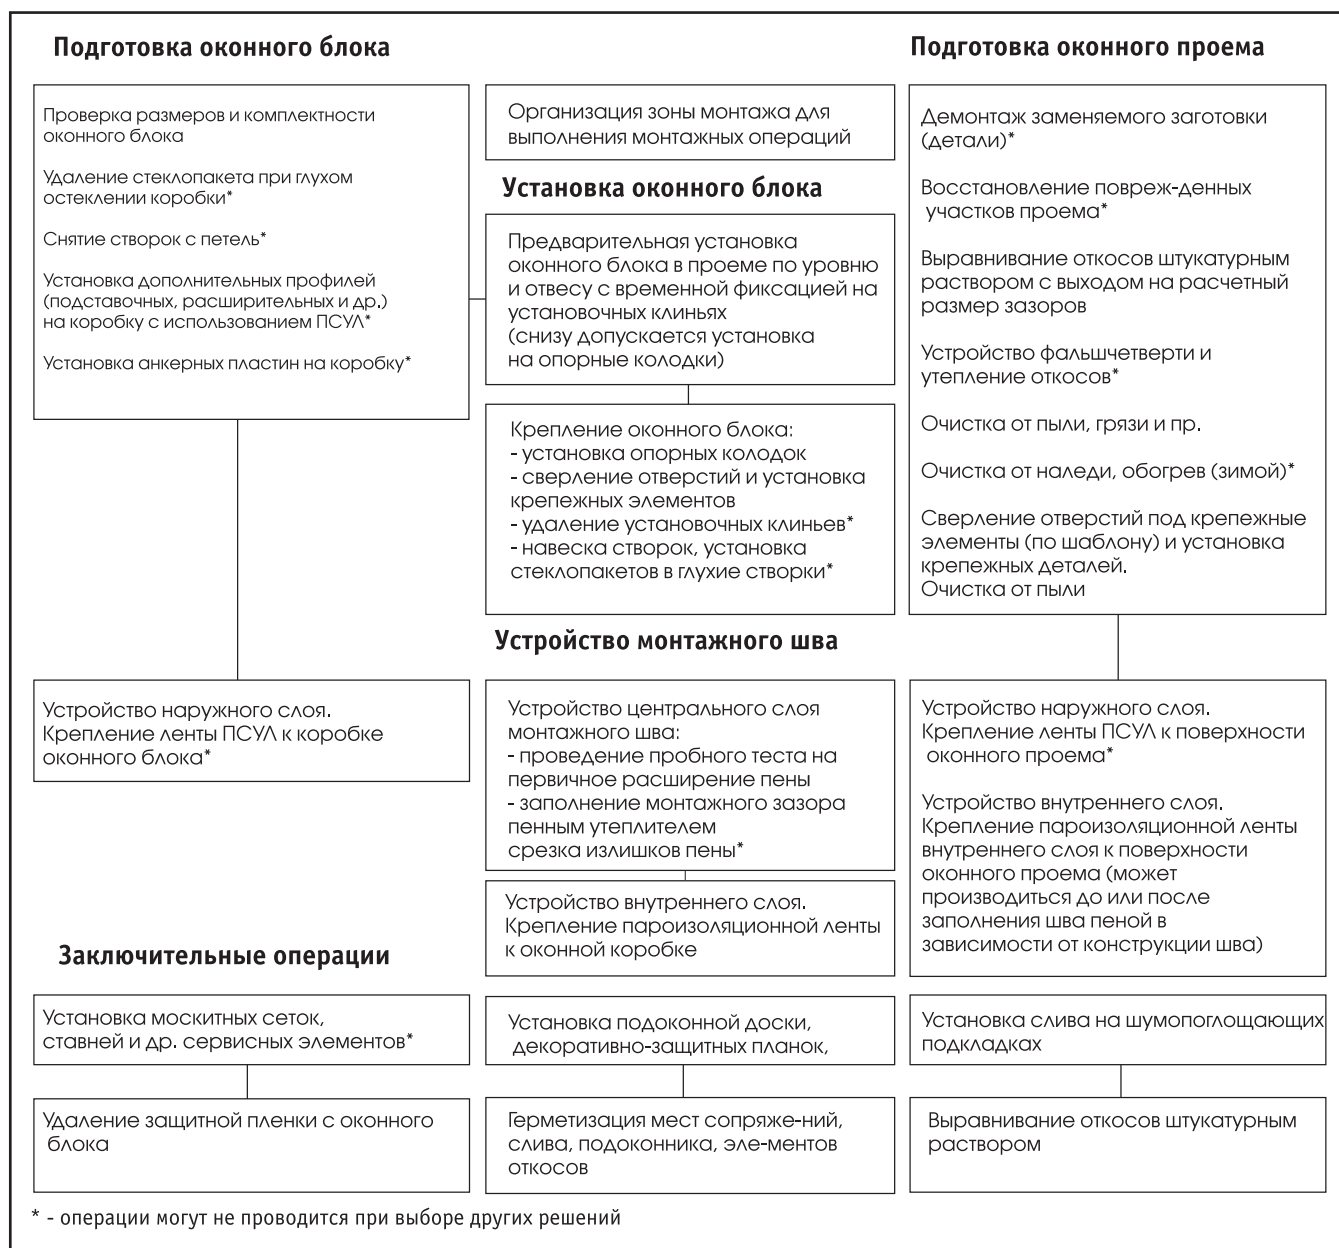 Подготовка оконного блока
Проверка размеров и комплектности
оконного блока
Удаление стеклопакета при глухом
остеклении коробки*
Снятие створок с петель*
Установка дополнительных профилей
(подставочных, расширительных и др.)
на коробку с использованием ПСУЛ*
Установка анкерных пластин на коробку*
Организация зоны монтажа для
выполнения монтажных операций
Установка оконного блока
Предварительная установка
оконного блока в проеме по уровню
и отвесу с временной фиксацией на
установочных клиньях
(снизу допускается установка
на опорные колодки)
Крепление оконного блока:
- установка опорных колодок
- сверление отверстий и установка
крепежных элементов
- удаление установочных клиньев*
- навеска створок, установка
стеклопакетов в глухие створки*
Подготовка оконного проема
Демонтаж заменяемого заготовки
(детали)*
Восстановление повреж-денных
участков проема*
Выравнивание откосов штукатурным
раствором с выходом на расчетный
размер зазоров
Устройство фальшчетверти и
утепление откосов*
Очистка от пыли, грязи и пр.
Очистка от наледи, обогрев (зимой)*
Сверление отверстий под крепежные
элементы (по шаблону) и установка
крепежных деталей.
Очистка от пыли
Устройство монтажного шва
Устройство наружного слоя.
Крепление ленты ПСУЛ к коробке
оконного блока*
Устройство центрального слоя
монтажного шва:
- проведение пробного теста на
первичное расширение пены
- заполнение монтажного зазора
пенным утеплителем
срезка излишков пены*
Устройство внутреннего слоя.
Крепление пароизоляционной ленты
к оконной коробке
Устройство наружного слоя.
Крепление ленты ПСУЛ к поверхности
оконного проема*
Устройство внутреннего слоя.
Крепление пароизоляционной ленты
внутреннего слоя к поверхности
оконного проема (может
производиться до или после
заполнения шва пеной в
зависимости от конструкции шва)
Заключительные операции
Установка москитных сеток,
ставней и др. сервисных элементов*
Установка подоконной доски,
декоративно-защитных планок,
Установка слива на шумопоглощающих
подкладках
Удаление защитной пленки с оконного
блока
Герметизация мест сопряже-ний,
слива, подоконника, эле-ментов
откосов
Выравнивание откосов штукатурным
раствором
* - операции могут не проводится при выборе других решений